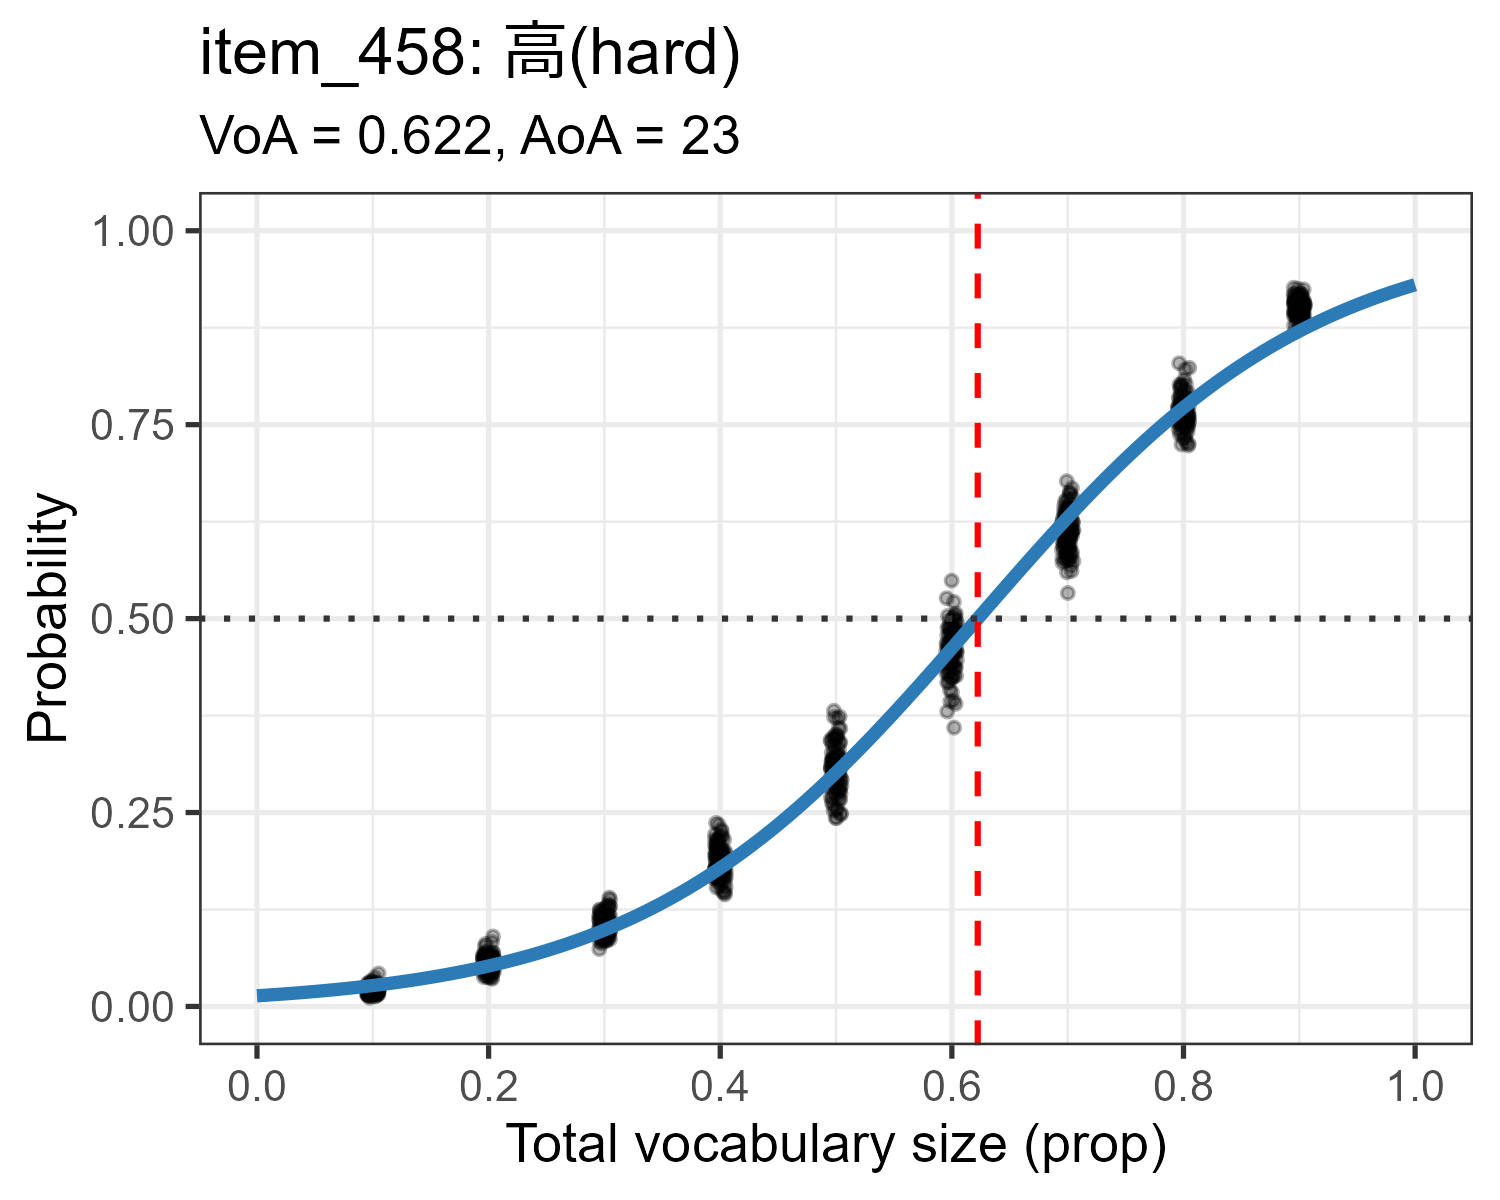 item_458: 高(hard)
VoA = 0.622, AoA = 23
1.00
0.75
0.50
0.25
0.00
Probability
0.0 0.2 0.4 0.6 0.8 1.0
Total vocabulary size (prop)